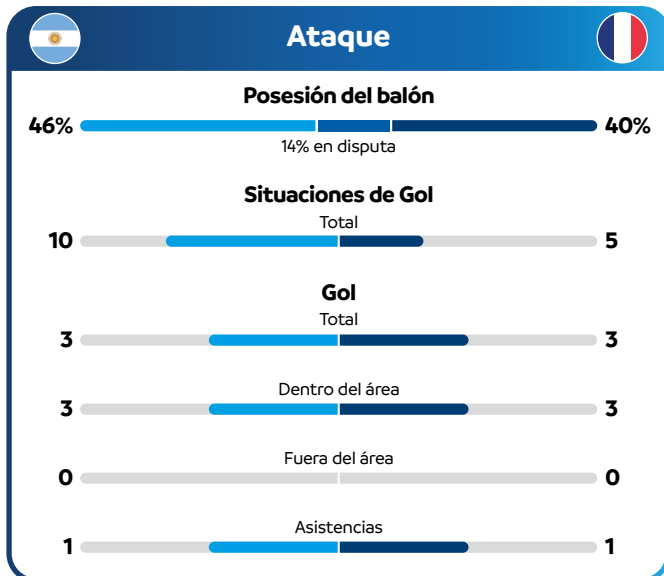 Ataque
Posesión del balón
46% 40%
14% en disputa
Situaciones de Gol
Total
10 5
Gol
Total
3 3
Dentro del área
3 3
Fuera del área
0 0
Asistencias
1 1